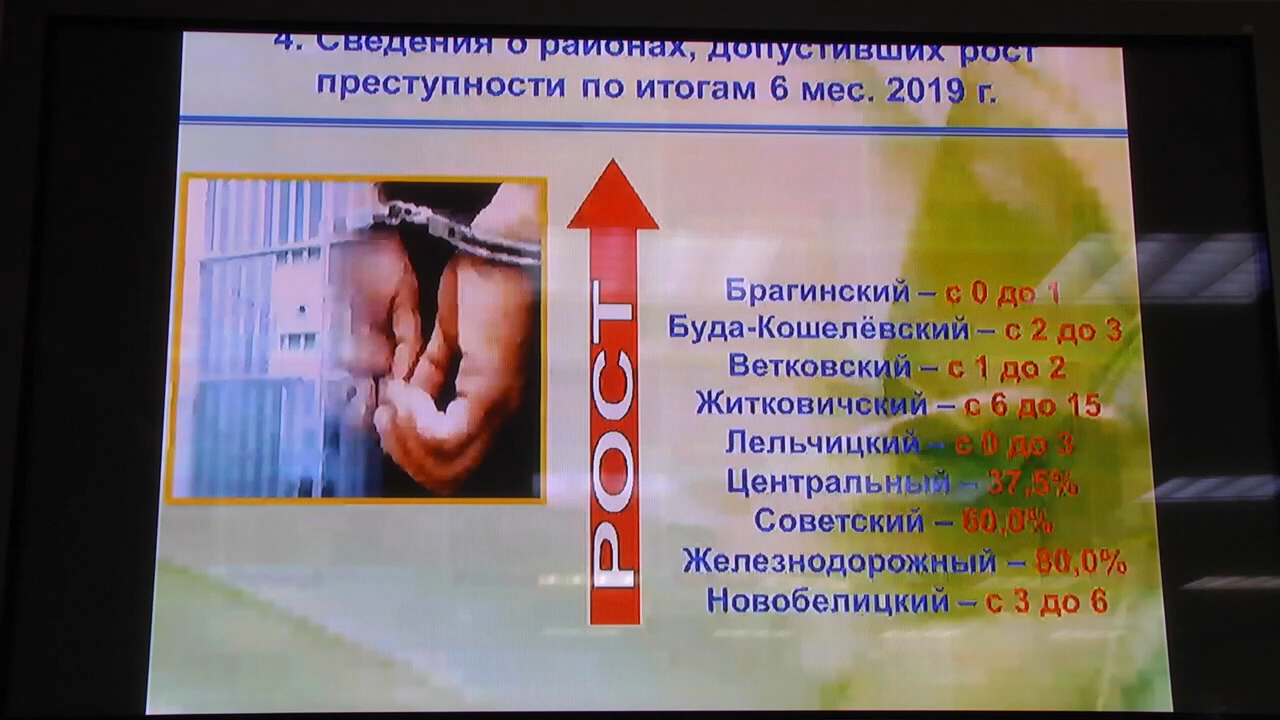 4. Сведения о районах, допустивших рост
преступности по итогам 6 мес. 2019 г.
РОСТ
Брагинский – с 0 до 1
Буда-Кошелёвский – с 2 до 3
Ветковский – с 1 до 2
Житковичский – с 6 до 15
Лельчицкий – с 0 до 3
Центральный – 37,5%
Советский – 60,0%
Железнодорожный – 80,0%
Новобелицкий – с 3 до 6